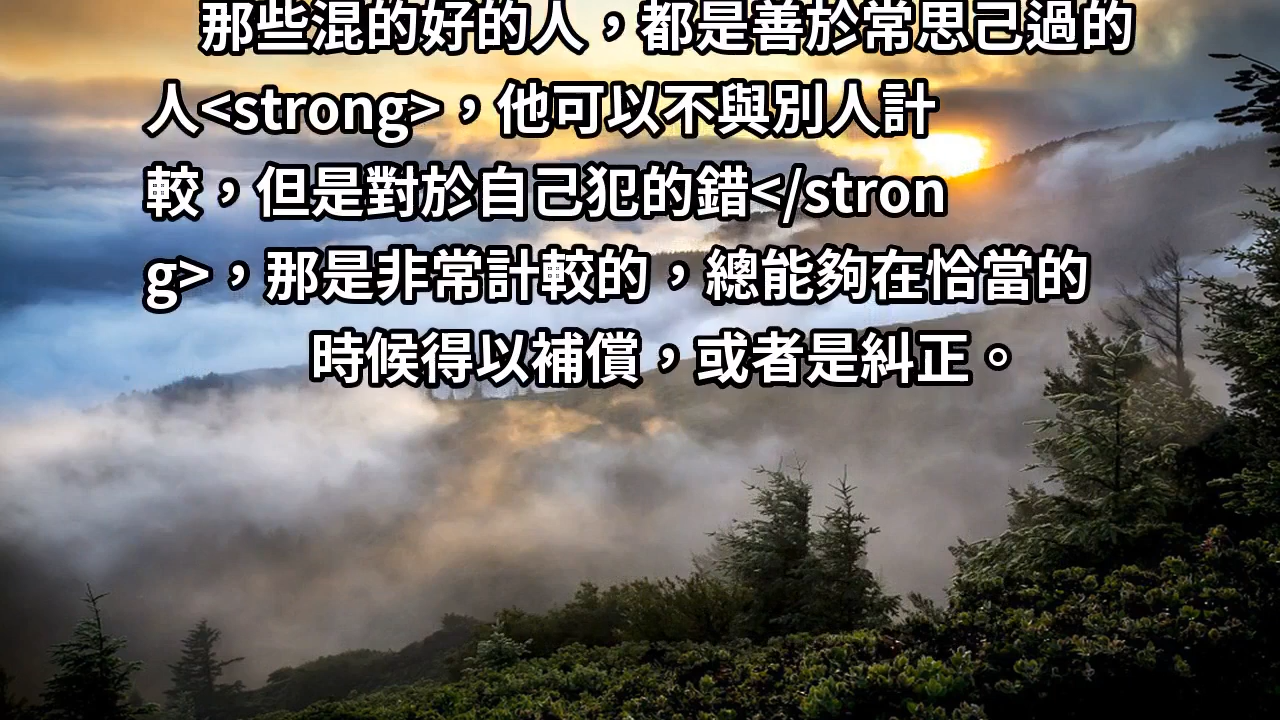 那些混的好的人，都是善於常思己過的
人<strong>，他可以不與別人計
較，但是對於自己犯的錯</stron
g>，那是非常計較的，總能夠在恰當的
時候得以補償，或者是糾正。